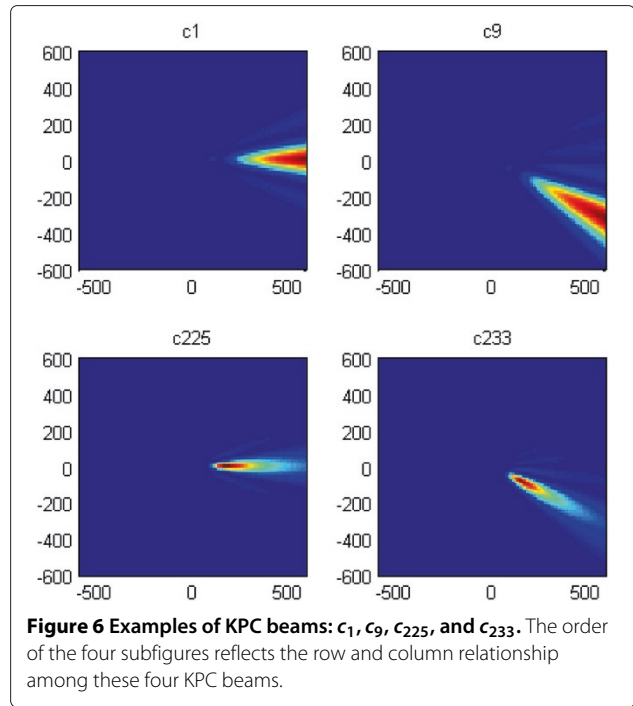 c1
c9
600
400
200
0
-200
-400
-600
-500 0 500
600
400
200
0
-200
-400
-600
-500 0 500
c225
c233
600
400
200
0
-200
-400
-600
-500 0 500
600
400
200
0
-200
-400
-600
-500 0 500
Figure 6 Examples of KPC beams: c1, c9, c225, and c233. The order
of the four subfigures reflects the row and column relationship
among these four KPC beams.